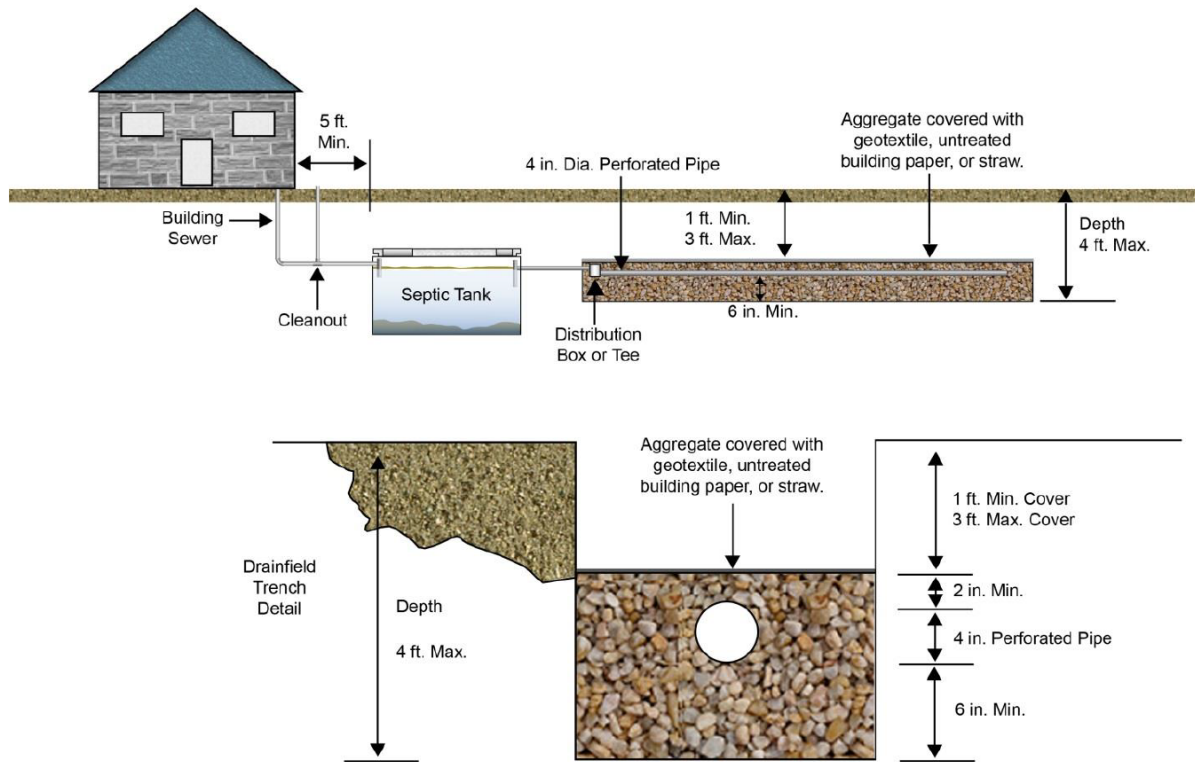 5 ft.
Min.
Aggregate covered with
geotextile, untreated
building paper, or straw.
4 in. Dia. Perforated Pipe
Building
Sewer
1 ft. Min.
3 ft. Max.
Depth
4 ft. Max.
Septic Tank
6 in. Min.
Cleanout
Distribution
Box or Tee
Aggregate covered with
geotextile, untreated
building paper, or straw.
1 ft. Min. Cover
3 ft. Max. Cover
Drainfield
Trench
Detail
Depth
4 ft. Max.
2 in. Min.
4 in. Perforated Pipe
6 in. Min.